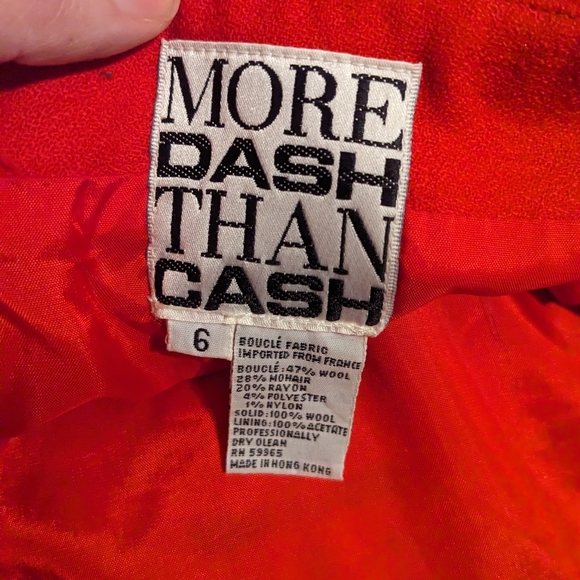 MORE
DASH
THAN
CASH
6
BOUCLÉ FABRIC
IMPORTED FROM FRANCE
BOUCLÉ: 47% WOOL
28% MOHAIR
20% RAYON
4% POLYESTER
1% NYLON
SOLID: 100% WOOL
LINING: 100% ACETATE
PROFESSIONALLY
DRY CLEAN
RN 59965
MADE IN HONG KONG